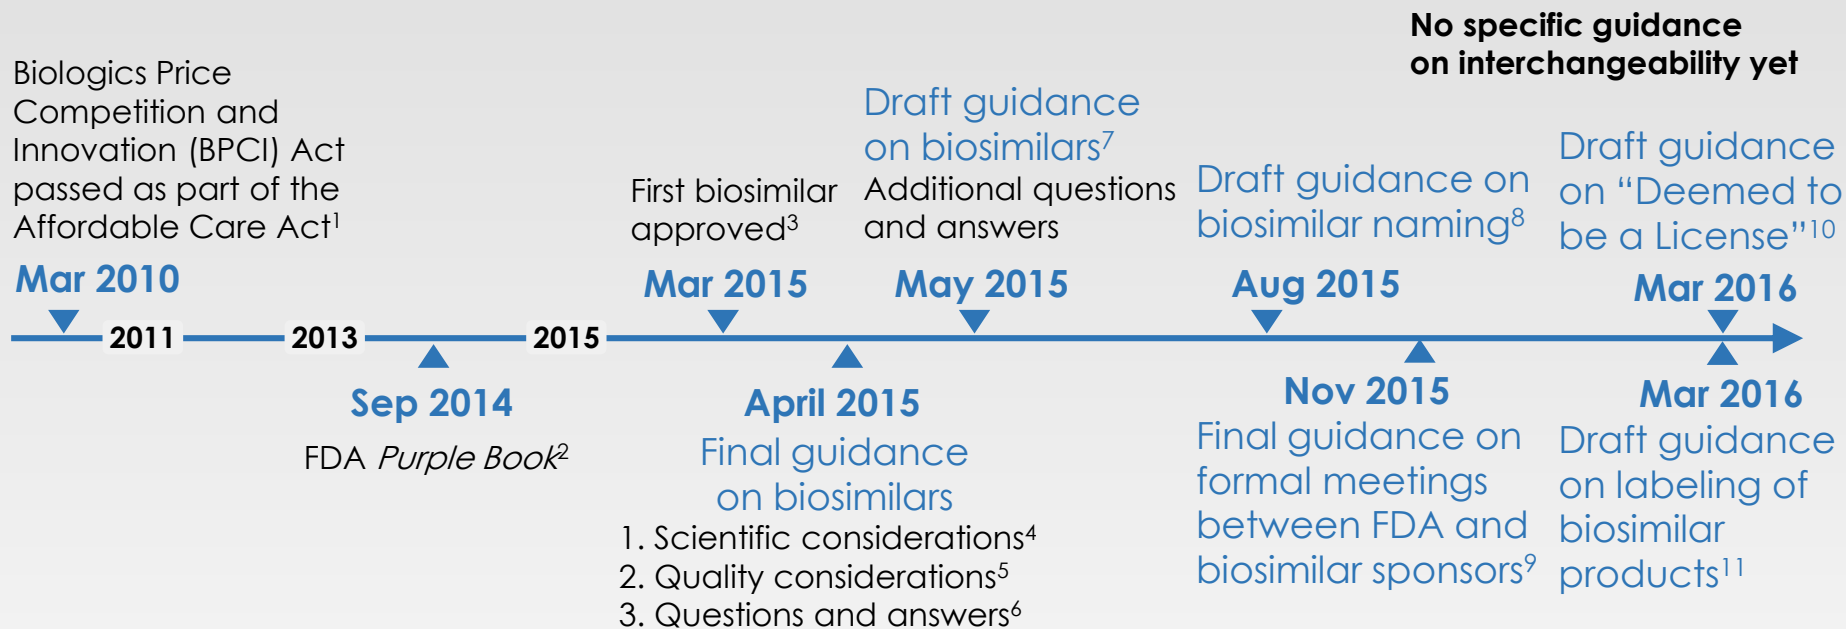 No specific guidance
on interchangeability yet
Biologics Price
Competition and
Innovation (BPCI) Act
passed as part of the
Affordable Care Act¹
Mar 2010
First biosimilar
approved³
Mar 2015
Draft guidance
on biosimilars⁷
Additional questions
and answers
May 2015
Draft guidance on
biosimilar naming⁸
Aug 2015
Draft guidance
on “Deemed to
be a License”¹⁰
Mar 2016
2011
2013
2015
Sep 2014
FDA Purple Book²
April 2015
Final guidance
on biosimilars
1. Scientific considerations⁴
2. Quality considerations⁵
3. Questions and answers⁶
Nov 2015
Final guidance on
formal meetings
between FDA and
biosimilar sponsors⁹
Mar 2016
Draft guidance
on labeling of
biosimilar
products¹¹